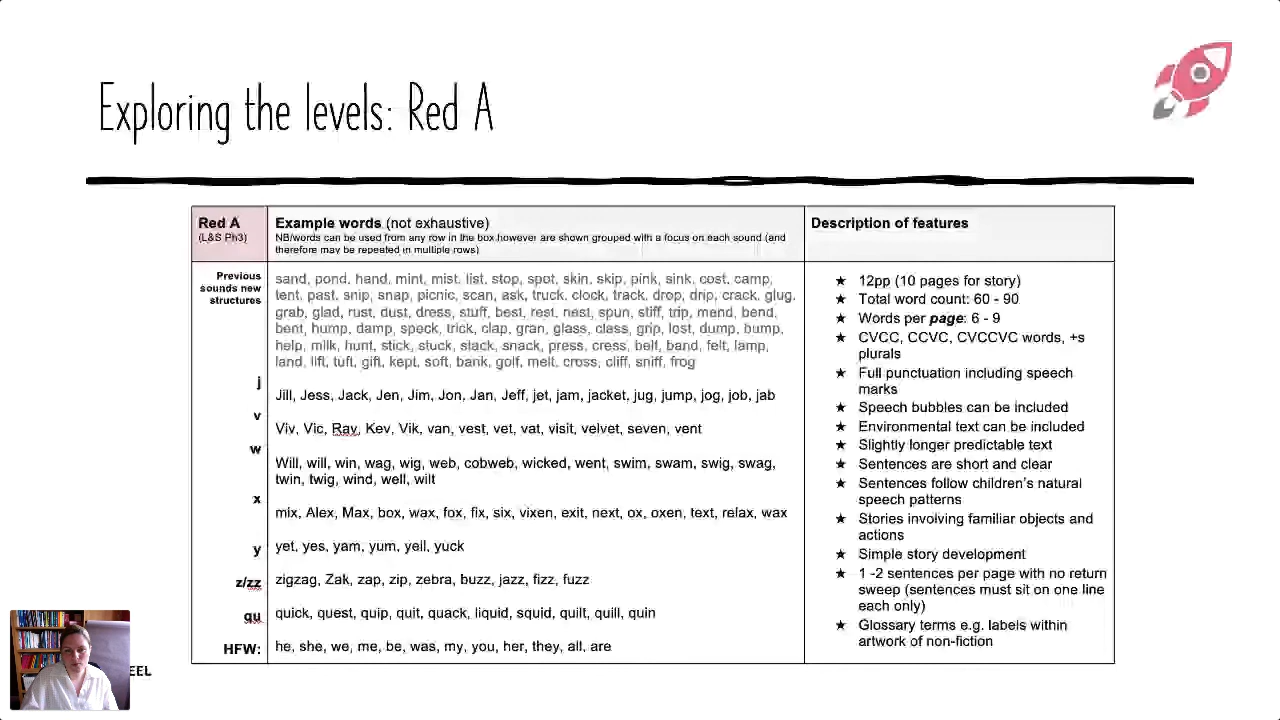 Exploring the levels: Red A
Red A
(L&S Ph3)
Example words (not exhaustive)
NB/words can be used from any row in the box however are shown grouped with a focus on each sound (and
therefore may be repeated in multiple rows)
Description of features
Previous
sounds new
structures
sand, pond, hand, mint, mist, list, stop, spot, skin, skip, pink, sink, cost, camp,
tent, past, snip, snap, picnic, scan, ask, truck, clock, track, drop, drip, crack, glug,
grab, glad, rust, dust, dress, stuff, best, rest, nest, spun, stiff, trip, mend, bend,
bent, hump, damp, speck, trick, clap, gran, glass, class, grip, lost, dump, bump,
help, milk, hunt, stick, stuck, stack, snack, press, cress, belt, band, felt, lamp,
land, lift, tuft, gift, kept, soft, bank, golf, melt, cross, cliff, sniff, frog
j
Jill, Jess, Jack, Jen, Jim, Jon, Jan, Jeff, jet, jam, jacket, jug, jump, jog, job, jab
v
Viv, Vic, Rav, Kev, Vik, van, vest, vet, vat, visit, velvet, seven, vent
w
Will, will, win, wag, wig, web, cobweb, wicked, went, swim, swam, swig, swag,
twin, twig, wind, well, wilt
x
mix, Alex, Max, box, wax, fox, fix, six, vixen, exit, next, ox, oxen, text, relax, wax
y
yet, yes, yam, yum, yell, yuck
z/zz
zigzag, Zak, zap, zip, zebra, buzz, jazz, fizz, fuzz
qu
quick, quest, quip, quit, quack, liquid, squid, quilt, quill, quin
HFW:
he, she, we, me, be, was, my, you, her, they, all, are
★ 12pp (10 pages for story)
★ Total word count: 60 - 90
★ Words per page: 6 - 9
★ CVCC, CCVC, CVCCVC words, +s
plurals
★ Full punctuation including speech
marks
★ Speech bubbles can be included
★ Environmental text can be included
★ Slightly longer predictable text
★ Sentences are short and clear
★ Sentences follow children's natural
speech patterns
★ Stories involving familiar objects and
actions
★ Simple story development
★ 1 -2 sentences per page with no return
sweep (sentences must sit on one line
each only)
★ Glossary terms e.g. labels within
artwork of non-fiction